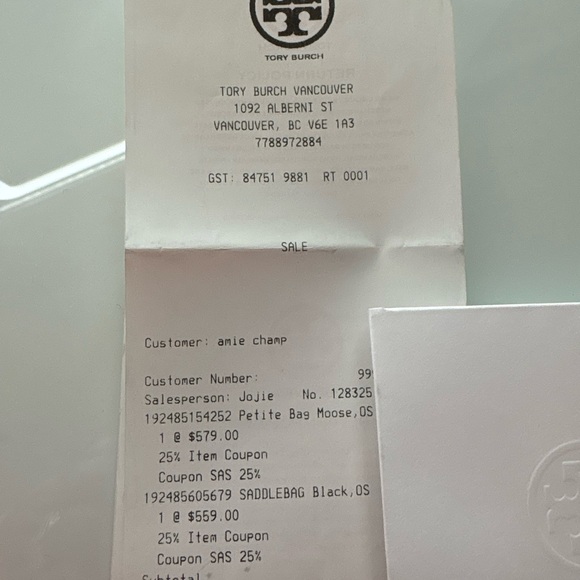 TORY BURCH
TORY BURCH VANCOUVER
1092 ALBERNI ST
VANCOUVER, BC V6E 1A3
7788972884
GST: 84751 9881 RT 0001
SALE
Customer: amie champ
Customer Number: 99
Salesperson: Jojie No. 128325
192485154252 Petite Bag Moose,OS
1 @ $579.00
25% Item Coupon
Coupon SAS 25%
192485605679 SADDLEBAG Black,OS
1 @ $559.00
25% Item Coupon
Coupon SAS 25%
Subtotal